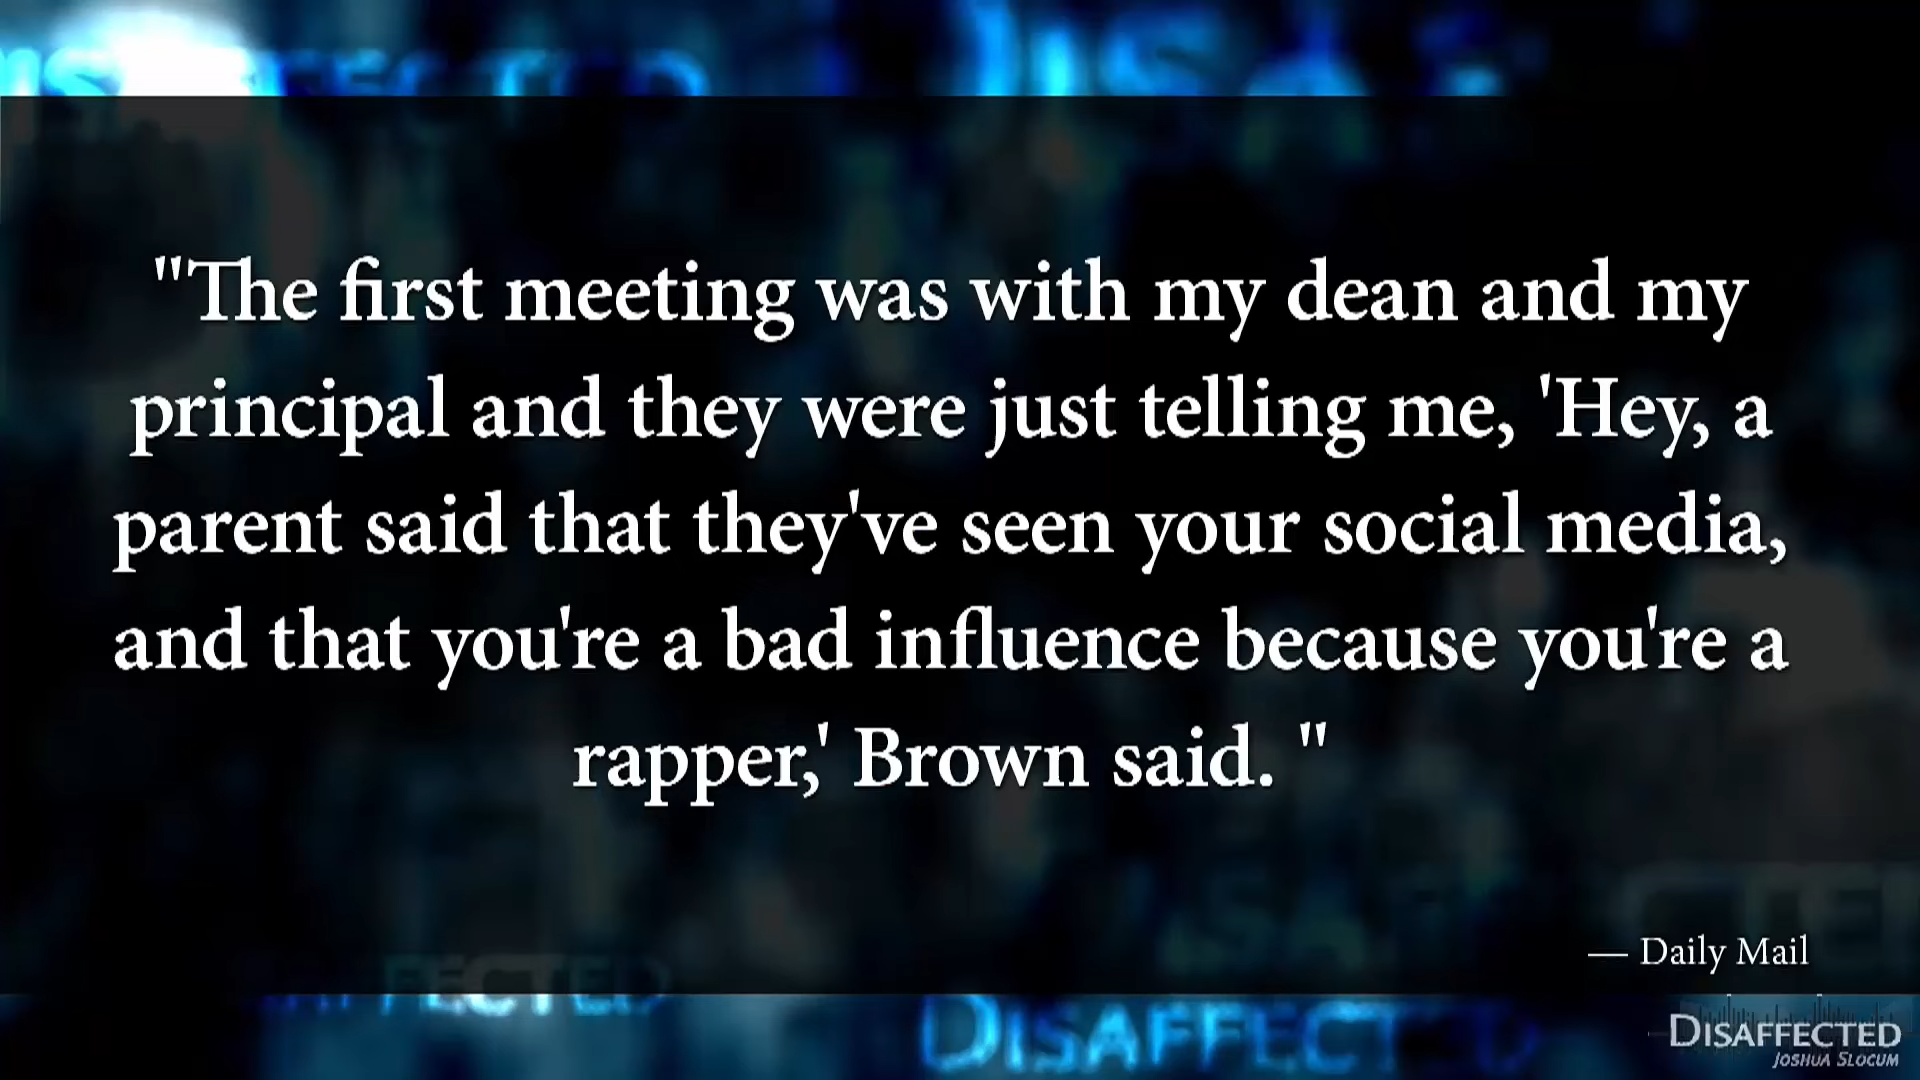 DISAFFECTED
"The first meeting was with my dean and my
principal and they were just telling me, 'Hey, a
parent said that they've seen your social media,
and that you're a bad influence because you're a
rapper,' Brown said. "
— Daily Mail
DISAFFECTED
DISAFFECTED
JOSHUA SLOCUM